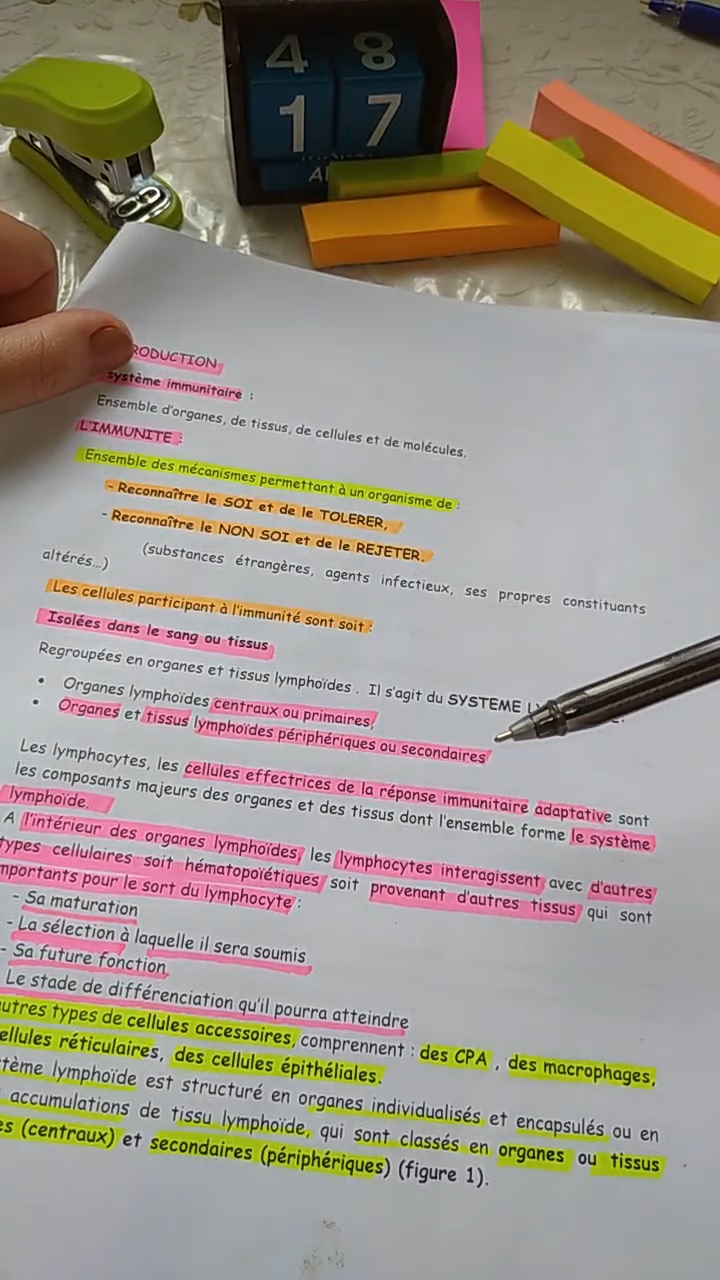 4 8
1 7
RODUCTION
système immunitaire :
Ensemble d'organes, de tissus, de cellules et de molécules.
L'IMMUNITE :
Ensemble des mécanismes permettant à un organisme de :
- Reconnaître le SOI et de le TOLERER,
- Reconnaître le NON SOI et de le REJETER.
(substances étrangères, agents infectieux, ses propres constituants
altérés...)
Les cellules participant à l'immunité sont soit :
Isolées dans le sang ou tissus
Regroupées en organes et tissus lymphoïdes . Il s'agit du SYSTEME
• Organes lymphoïdes centraux ou primaires,
• Organes et tissus lymphoïdes périphériques ou secondaires
Les lymphocytes, les cellules effectrices de la réponse immunitaire adaptative sont
les composants majeurs des organes et des tissus dont l'ensemble forme le système
lymphoïde.
A l'intérieur des organes lymphoïdes, les lymphocytes interagissent avec d'autres
types cellulaires soit hématopoïétiques soit provenant d'autres tissus qui sont
mportants pour le sort du lymphocyte :
- Sa maturation
- La sélection à laquelle il sera soumis
- Sa future fonction
Le stade de différenciation qu'il pourra atteindre
autres types de cellules accessoires, comprennent : des CPA , des macrophages,
ellules réticulaires, des cellules épithéliales.
tème lymphoïde est structuré en organes individualisés et encapsulés ou en
accumulations de tissu lymphoïde, qui sont classés en organes ou tissus
es (centraux) et secondaires (périphériques) (figure 1).